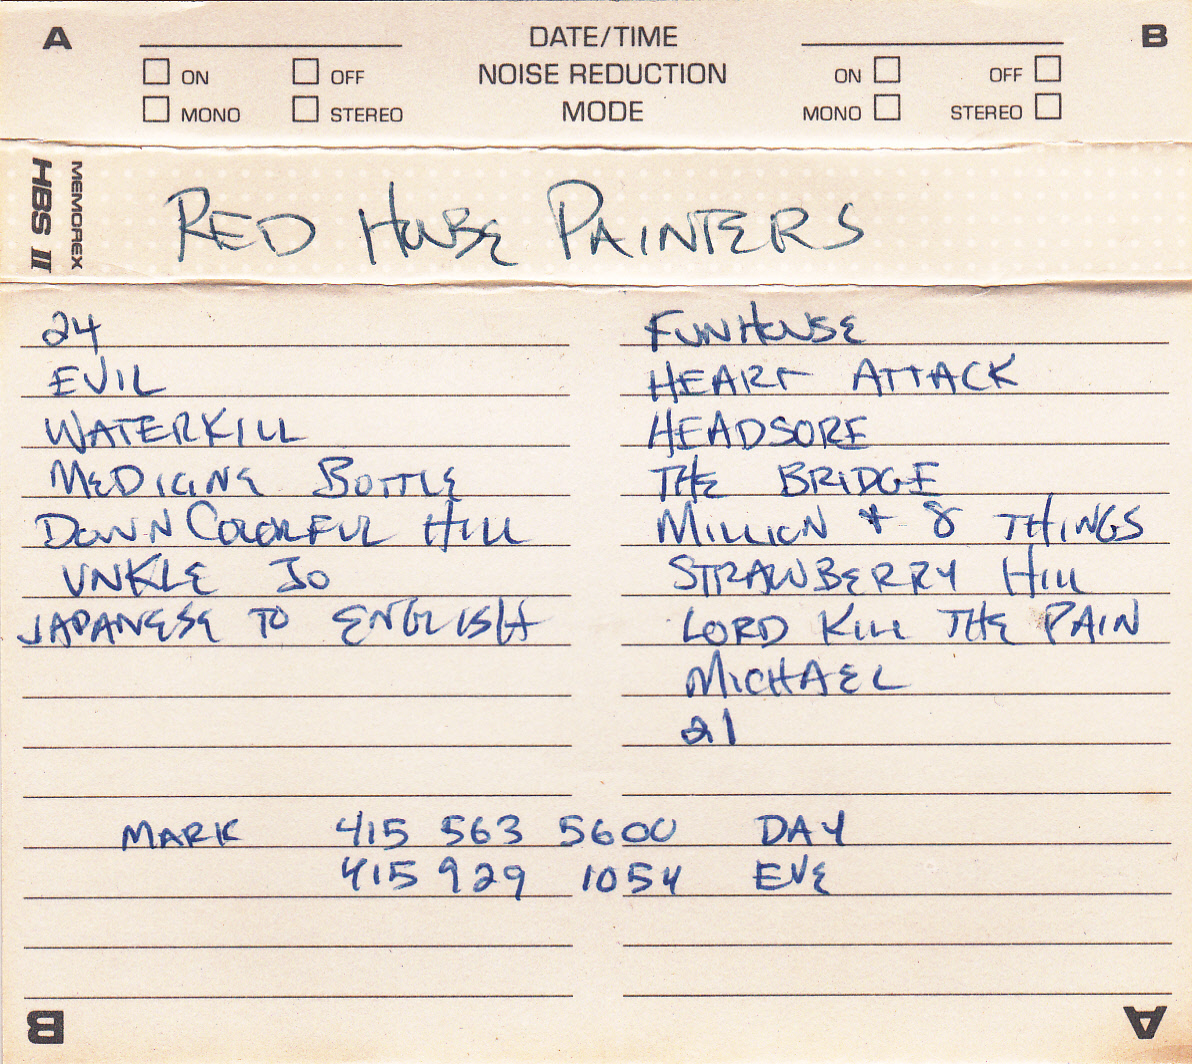 A DATE/TIME B
ON OFF NOISE REDUCTION ON OFF
MONO STEREO MODE MONO STEREO
MEMOREX
HBS II
RED HOUSE PAINTERS
24
EVIL
WATERKILL
MEDICINE BOTTLE
DOWN COLORFUL HILL
UNKLE JO
JAPANESE TO ENGLISH
FUNHOUSE
HEART ATTACK
HEADSORE
THE BRIDGE
MILLION + 8 THINGS
STRAWBERRY HILL
LORD KILL THE PAIN
MICHAEL
21
MARK 415 563 5600 DAY
415 929 1054 EVE
B A